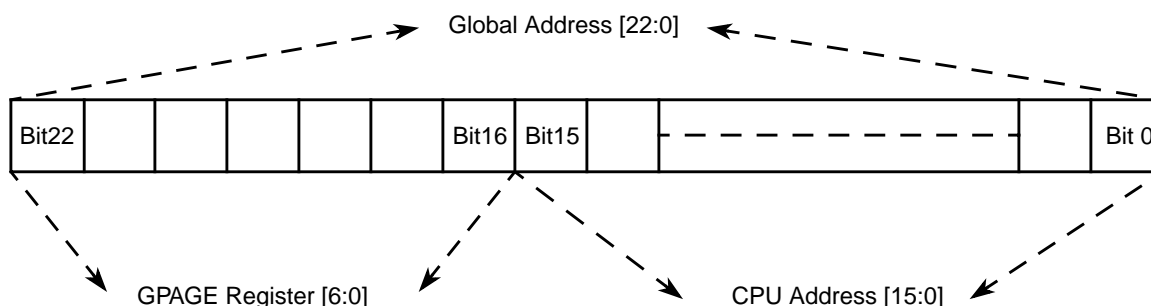 Global Address [22:0]
Bit22 Bit16 Bit15 Bit 0
GPAGE Register [6:0] CPU Address [15:0]